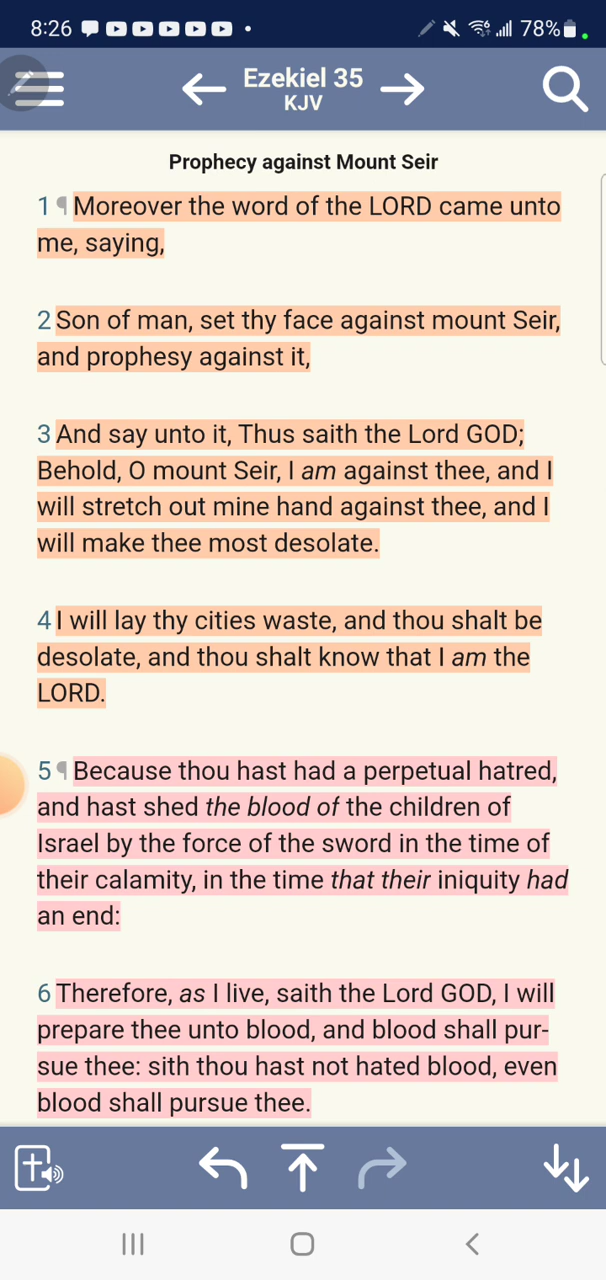 8:26 78%
Ezekiel 35
KJV
Prophecy against Mount Seir
1 ¶ Moreover the word of the LORD came unto
me, saying,
2 Son of man, set thy face against mount Seir,
and prophesy against it,
3 And say unto it, Thus saith the Lord GOD;
Behold, O mount Seir, I am against thee, and I
will stretch out mine hand against thee, and I
will make thee most desolate.
4 I will lay thy cities waste, and thou shalt be
desolate, and thou shalt know that I am the
LORD.
5 ¶ Because thou hast had a perpetual hatred,
and hast shed the blood of the children of
Israel by the force of the sword in the time of
their calamity, in the time that their iniquity had
an end:
6 Therefore, as I live, saith the Lord GOD, I will
prepare thee unto blood, and blood shall pur-
sue thee: sith thou hast not hated blood, even
blood shall pursue thee.